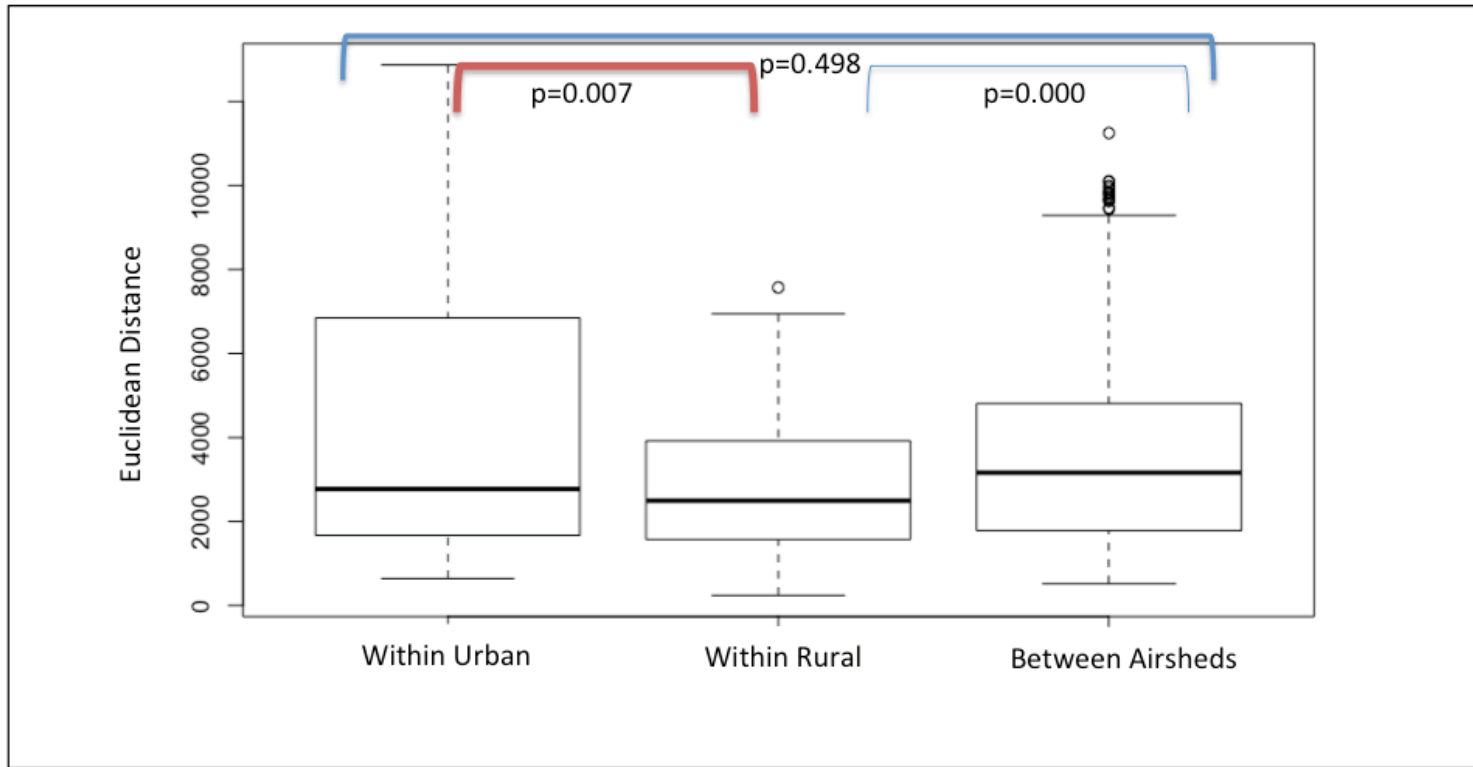 p=0.498
p=0.007
p=0.000
10000
8000
6000
4000
2000
0
Euclidean Distance
Within Urban
Within Rural
Between Airsheds